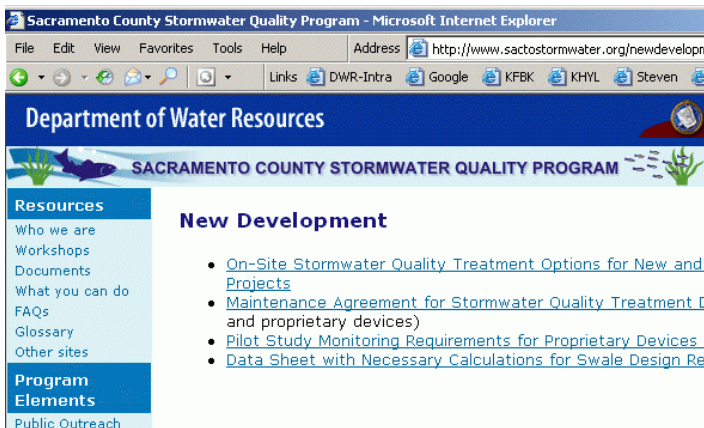 Sacramento County Stormwater Quality Program - Microsoft Internet Explorer
File Edit View Favorites Tools Help Address http://www.sactostormwater.org/newdevelopm
Links DWR-Intra Google KFBK KHYL Steven
Department of Water Resources
SACRAMENTO COUNTY STORMWATER QUALITY PROGRAM
Resources
Who we are
Workshops
Documents
What you can do
FAQs
Glossary
Other sites
Program
Elements
Public Outreach
New Development
On-Site Stormwater Quality Treatment Options for New and
Projects
Maintenance Agreement for Stormwater Quality Treatment D
and proprietary devices)
Pilot Study Monitoring Requirements for Proprietary Devices
Data Sheet with Necessary Calculations for Swale Design Re